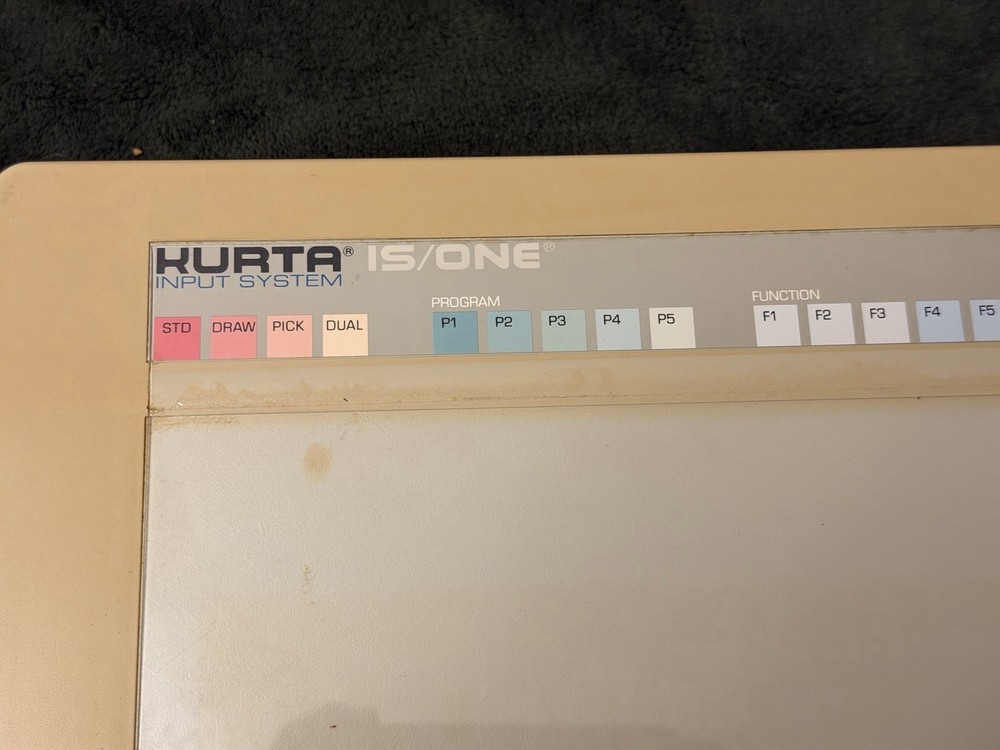 KURTA® IS/ONE®
INPUT SYSTEM
PROGRAM
FUNCTION
STD DRAW PICK DUAL P1 P2 P3 P4 P5 F1 F2 F3 F4 F5